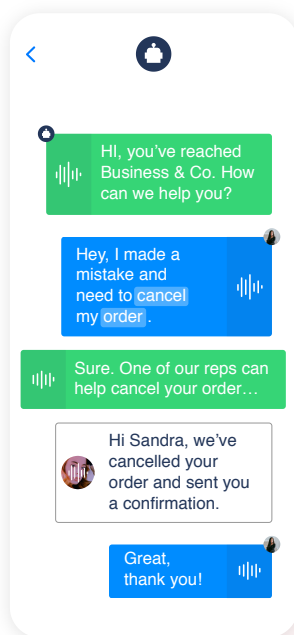 HI, you've reached
Business & Co. How
can we help you?
Hey, I made a
mistake and
need to cancel
my order.
Sure. One of our reps can
help cancel your order…
Hi Sandra, we've
cancelled your
order and sent you
a confirmation.
Great,
thank you!